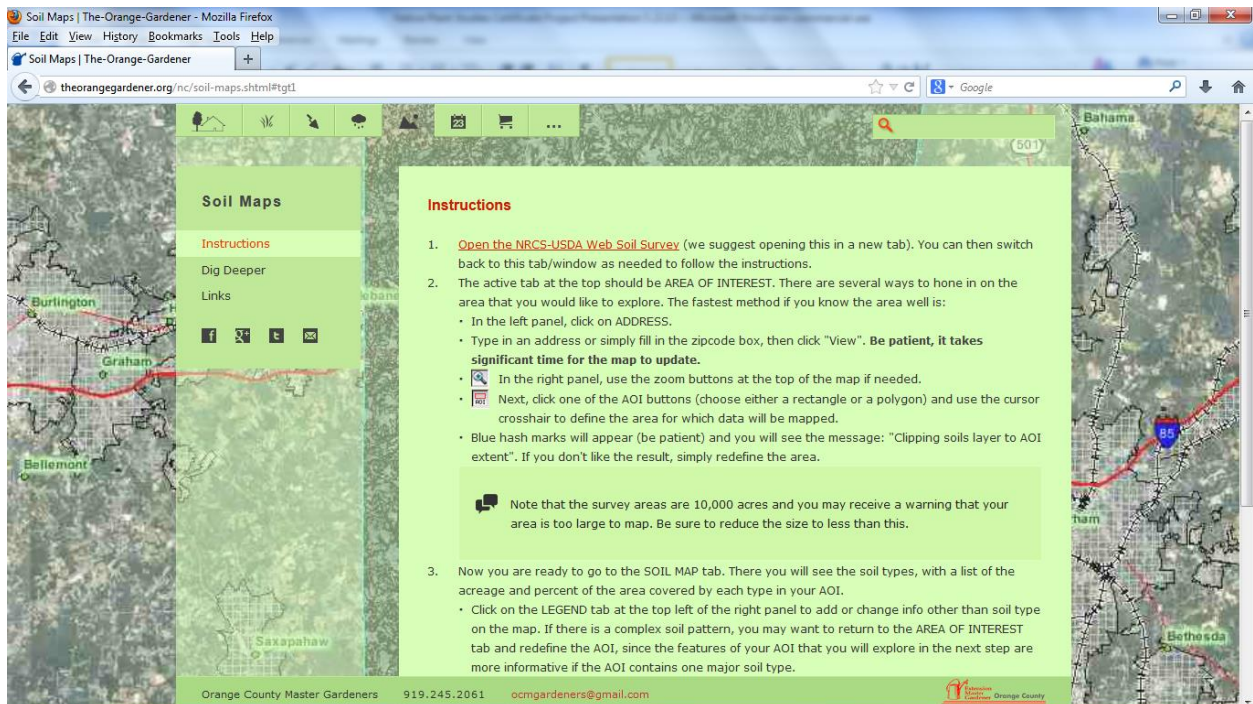 Soil Maps | The-Orange-Gardener - Mozilla Firefox
File Edit View History Bookmarks Tools Help
Soil Maps | The-Orange-Gardener
theorangegardener.org/nc/soil-maps.shtml#tgt1
Google
23
...
Bahama
501
Soil Maps
Instructions
Dig Deeper
Links
Burlington
Graham
Bellemont
Saxapahaw
85
Bethesda
Instructions
1. Open the NRCS-USDA Web Soil Survey (we suggest opening this in a new tab). You can then switch
back to this tab/window as needed to follow the instructions.
2. The active tab at the top should be AREA OF INTEREST. There are several ways to hone in on the
area that you would like to explore. The fastest method if you know the area well is:
· In the left panel, click on ADDRESS.
· Type in an address or simply fill in the zipcode box, then click "View". Be patient, it takes
significant time for the map to update.
· In the right panel, use the zoom buttons at the top of the map if needed.
· AOI Next, click one of the AOI buttons (choose either a rectangle or a polygon) and use the cursor
crosshair to define the area for which data will be mapped.
· Blue hash marks will appear (be patient) and you will see the message: "Clipping soils layer to AOI
extent". If you don't like the result, simply redefine the area.
Note that the survey areas are 10,000 acres and you may receive a warning that your
area is too large to map. Be sure to reduce the size to less than this.
3. Now you are ready to go to the SOIL MAP tab. There you will see the soil types, with a list of the
acreage and percent of the area covered by each type in your AOI.
· Click on the LEGEND tab at the top left of the right panel to add or change info other than soil type
on the map. If there is a complex soil pattern, you may want to return to the AREA OF INTEREST
tab and redefine the AOI, since the features of your AOI that you will explore in the next step are
more informative if the AOI contains one major soil type.
Orange County Master Gardeners 919.245.2061 ocmgardeners@gmail.com
Extension
Master
Gardener Orange County